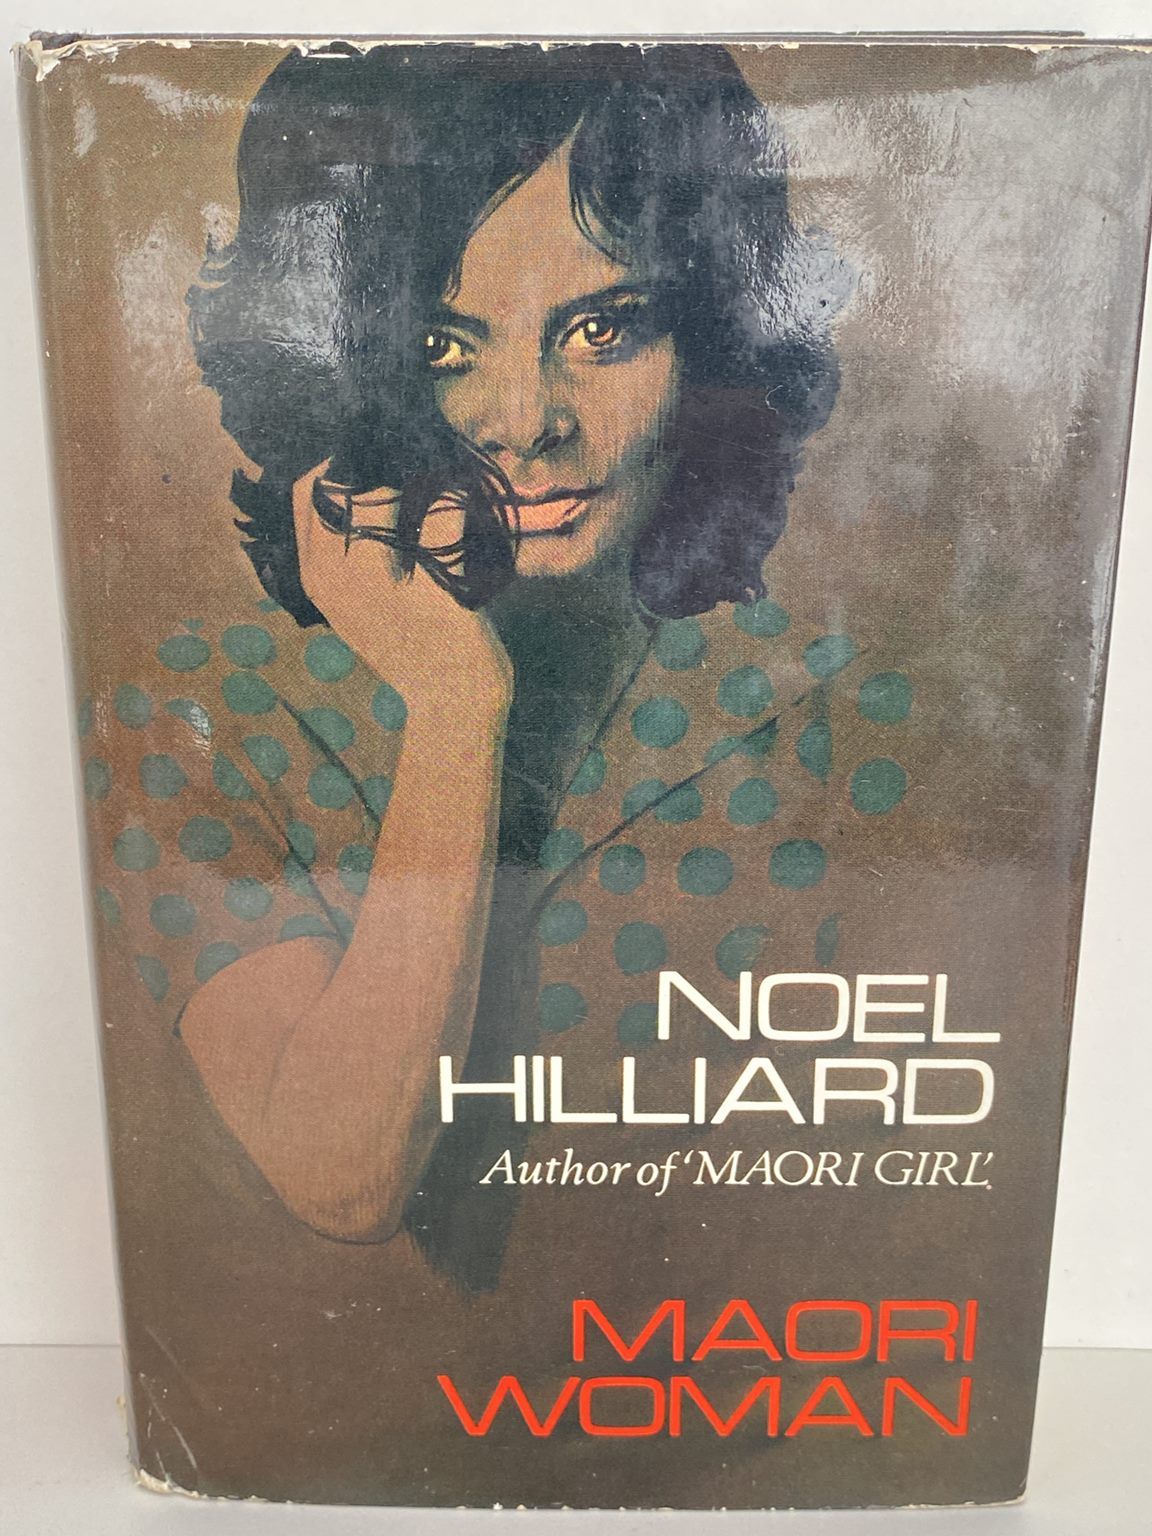 NOEL
HILLIARD
Author of 'MAORI GIRL'.
MAORI
WOMAN